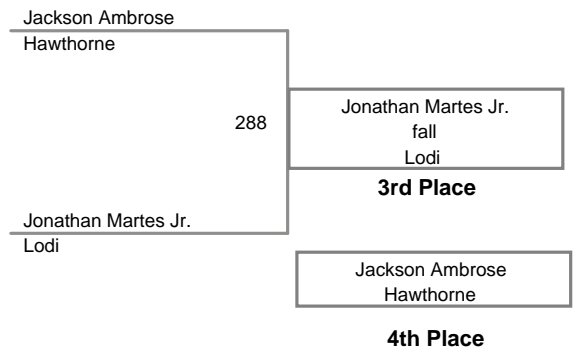 Jackson Ambrose
Hawthorne
288
Jonathan Martes Jr.
fall
Lodi
3rd Place
Jonathan Martes Jr.
Lodi
Jackson Ambrose
Hawthorne
4th Place